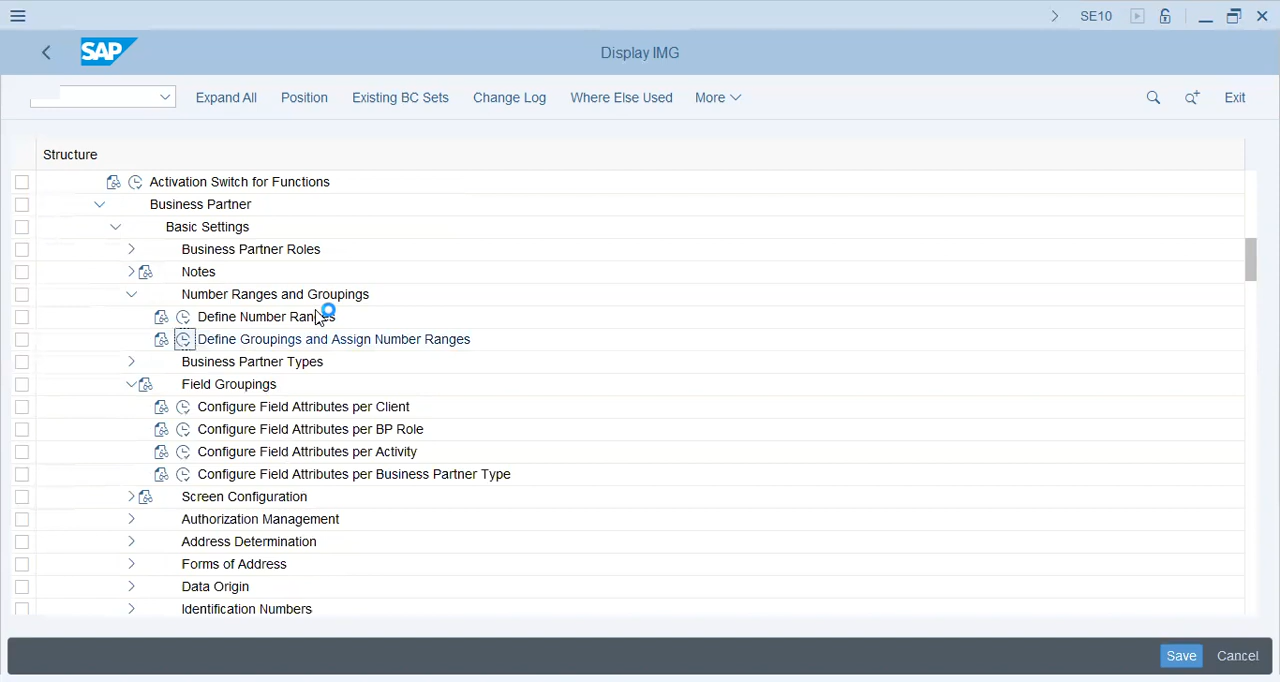 SE10
SAP
Display IMG
Expand All Position Existing BC Sets Change Log Where Else Used More Exit
Structure
Activation Switch for Functions
Business Partner
Basic Settings
Business Partner Roles
Notes
Number Ranges and Groupings
Define Number Ranges
Define Groupings and Assign Number Ranges
Business Partner Types
Field Groupings
Configure Field Attributes per Client
Configure Field Attributes per BP Role
Configure Field Attributes per Activity
Configure Field Attributes per Business Partner Type
Screen Configuration
Authorization Management
Address Determination
Forms of Address
Data Origin
Identification Numbers
Save Cancel